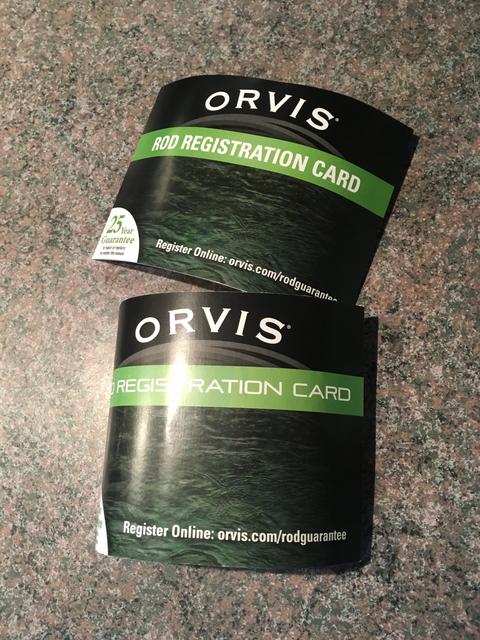 ORVIS®
ROD REGISTRATION CARD
25 Year
Guarantee
Register Online: orvis.com/rodguarantee
ORVIS®
D REGISTRATION CARD
Register Online: orvis.com/rodguarantee